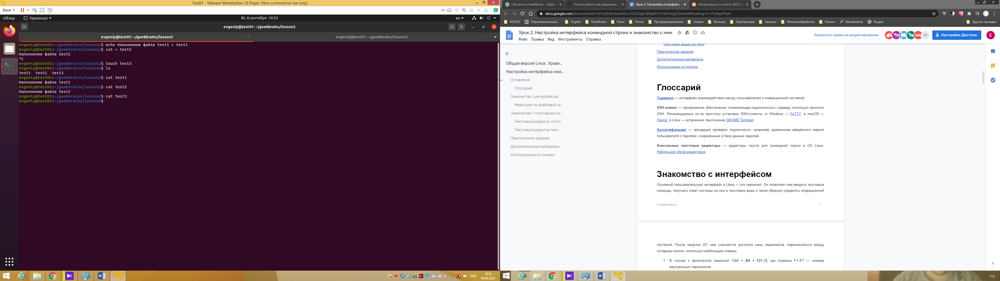 Test01 - VMware Workstation 15 Player (Non-commercial use only)
Player
Обзор
Терминал
Вт, 8 сентября 10:53
en
evgeniy@test01: ~/geekbrains/lesson2
evgeniy@test01: ~/geekbrains/lesson2
evgeniy@test01: ~/geekbrains/lesson2
evgeniy@test01:~/geekbrains/lesson2$ echo Наполнение файла test1 > test1
evgeniy@test01:~/geekbrains/lesson2$ cat > test2
Наполнение файла test2
^C
evgeniy@test01:~/geekbrains/lesson2$ touch test3
evgeniy@test01:~/geekbrains/lesson2$ ls
test1 test2 test3
evgeniy@test01:~/geekbrains/lesson2$ cat test1
Наполнение файла test1
evgeniy@test01:~/geekbrains/lesson2$ cat test2
Наполнение файла test2
evgeniy@test01:~/geekbrains/lesson2$ cat test3
evgeniy@test01:~/geekbrains/lesson2$
ENG
10:53
08.09.2020
Обучение | GeekBrains - образо
Начата работа над заданиями
Урок 2. Настройка интерфейса
Авторизация по ключу SSH | Lo
docs.google.com/document/d/1yDYy8IdlLAykeb6LmCZ2IKJgCSE6p6FrV2QtHVZg520/edit#heading=h.1f1x4qz97iy4
NOD32
Образовательный...
English
GeekBrains
Forex
Почта
Программирование
Сказки
Фильмы
Электроника
Закупки
Металлообработка
Разное
Авиабилеты
Яндекс
Другие закладки
Урок 2. Настройка интерфейса командной строки и знакомство с ним
Файл Правка Вид Инструменты Справка
Запросить права на редактирование
+3
Настройки Доступа
E
Общая версия Linux. Урове...
Настройка интерфейса ком...
Оглавление
Глоссарий
Знакомство с интерфейсом
Навигация по файловой си...
Знакомство с текстовыми ре...
Текстовый редактор vi/Vim
Текстовый редактор nano
Практическое задание
Дополнительные материалы
Используемые источники
Текстовый редактор nano
Практическое задание
Дополнительные материалы
Используемые источники
Глоссарий
Терминал — интерфейс взаимодействия между пользователем и операционной системой.
SSH-клиент — программное обеспечение, позволяющее подключиться к серверу, используя протокол
SSH. Рекомендуемые из-за простоты установки SSH-клиенты: в Windows — PuTTY, в macOS —
iTerm2, в Linux — встроенное приложение GNOME Terminal.
Аутентификация — процедура проверки подлинности, например сравнением введённого пароля
пользователя с паролем, сохранённым в базе данных паролей.
Консольные текстовые редакторы — редакторы текста для командной строки в ОС Linux.
Небольшой обзор редакторов.
Знакомство с интерфейсом
Основной пользовательский интерфейс в Linux — это терминал. Он позволяет нам вводить текстовые
команды, получать ответ системы на них в текстовом виде и таким образом управлять операционной
© geekbrains.ru
1
системой. После загрузки ОС нам становится доступно семь терминалов, переключаться между
которыми можно, используя комбинацию клавиш.
1. В случае с физической машиной: Ctrl + Alt + F(1–7), где клавиши F1–F7 — номера
виртуальных терминалов